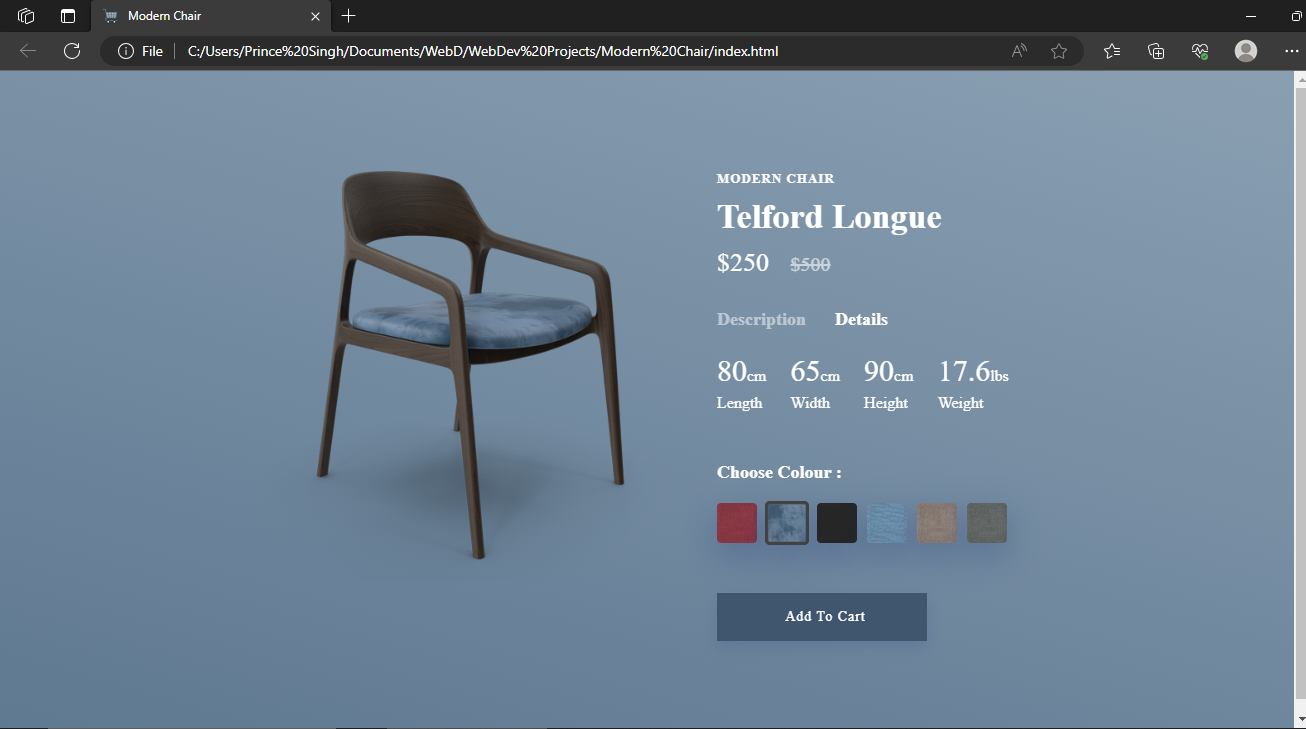 Modern Chair
File
C:/Users/Prince%20Singh/Documents/WebD/WebDev%20Projects/Modern%20Chair/index.html
MODERN CHAIR
Telford Longue
$250 $500
Description Details
80cm 65cm 90cm 17.6lbs
Length Width Height Weight
Choose Colour :
Add To Cart